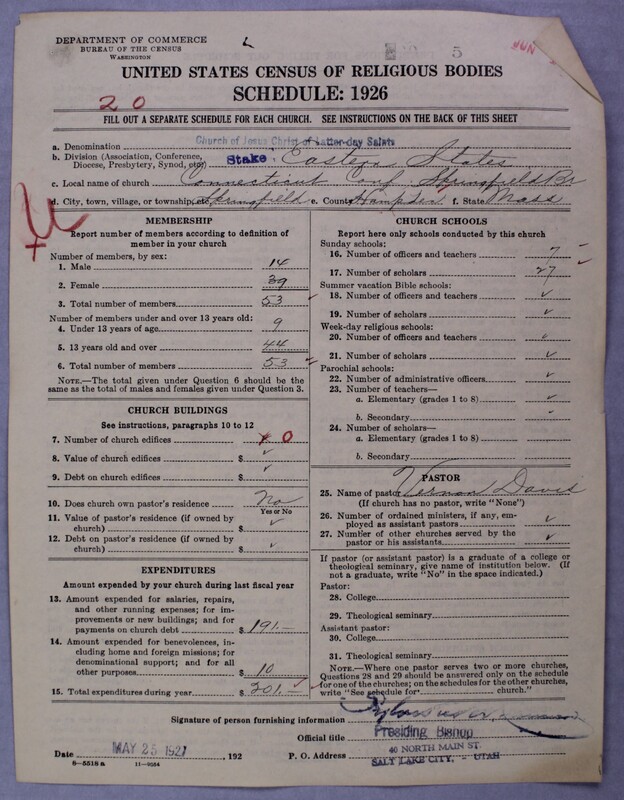 DEPARTMENT OF COMMERCE
BUREAU OF THE CENSUS
WASHINGTON
5
JUN
UNITED STATES CENSUS OF RELIGIOUS BODIES
SCHEDULE: 1926
2 0
FILL OUT A SEPARATE SCHEDULE FOR EACH CHURCH. SEE INSTRUCTIONS ON THE BACK OF THIS SHEET
a. Denomination Church of Jesus Christ of Latter-day Saints
b. Division (Association, Conference, Diocese, Presbytery, Synod, etc.) Stake Eastern States
c. Local name of church Connecticut Springfield Br
d. City, town, village, or township, etc. Springfield e. County Hampden f. State Mass
MEMBERSHIP
Report number of members according to definition of
member in your church
Number of members, by sex:
1. Male 14
2. Female 39
3. Total number of members 53
Number of members under and over 13 years old:
4. Under 13 years of age 9
5. 13 years old and over 44
6. Total number of members 53
NOTE.—The total given under Question 6 should be
same as the total of males and females given under Question 3.
CHURCH BUILDINGS
See instructions, paragraphs 10 to 12
7. Number of church edifices 0
8. Value of church edifices $ ✓
9. Debt on church edifices $ ✓
10. Does church own pastor's residence No
Yes or No
11. Value of pastor's residence (if owned by
church) $ ✓
12. Debt on pastor's residence (if owned by
church) $ ✓
EXPENDITURES
Amount expended by your church during last fiscal year
13. Amount expended for salaries, repairs,
and other running expenses; for im-
provements or new buildings; and for
payments on church debt $ 191.—
14. Amount expended for benevolences, in-
cluding home and foreign missions; for
denominational support; and for all
other purposes $ 10
15. Total expenditures during year $ 201.—
CHURCH SCHOOLS
Report here only schools conducted by this church
Sunday schools:
16. Number of officers and teachers 7
17. Number of scholars 27
Summer vacation Bible schools:
18. Number of officers and teachers ✓
19. Number of scholars ✓
Week-day religious schools:
20. Number of officers and teachers ✓
21. Number of scholars ✓
Parochial schools:
22. Number of administrative officers ✓
23. Number of teachers—
a. Elementary (grades 1 to 8) ✓
b. Secondary
24. Number of scholars—
a. Elementary (grades 1 to 8)
b. Secondary
PASTOR
25. Name of pastor Vernon Davis
(If church has no pastor, write "None")
26. Number of ordained ministers, if any, em-
ployed as assistant pastors ✓
27. Number of other churches served by the
pastor or his assistants ✓
If pastor (or assistant pastor) is a graduate of a college or
theological seminary, give name of institution below. (If
not a graduate, write "No" in the space indicated.)
Pastor:
28. College
29. Theological seminary
Assistant pastor:
30. College
31. Theological seminary
NOTE.—Where one pastor serves two or more churches,
Questions 28 and 29 should be answered only on the schedule
for one of the churches; on the schedules for the other churches,
write "See schedule for church."
Signature of person furnishing information
Official title Presiding Bishop
Date MAY 25 1927, 192 P. O. Address 40 NORTH MAIN ST.
SALT LAKE CITY, - UTAH
8—5518 a 11—9264